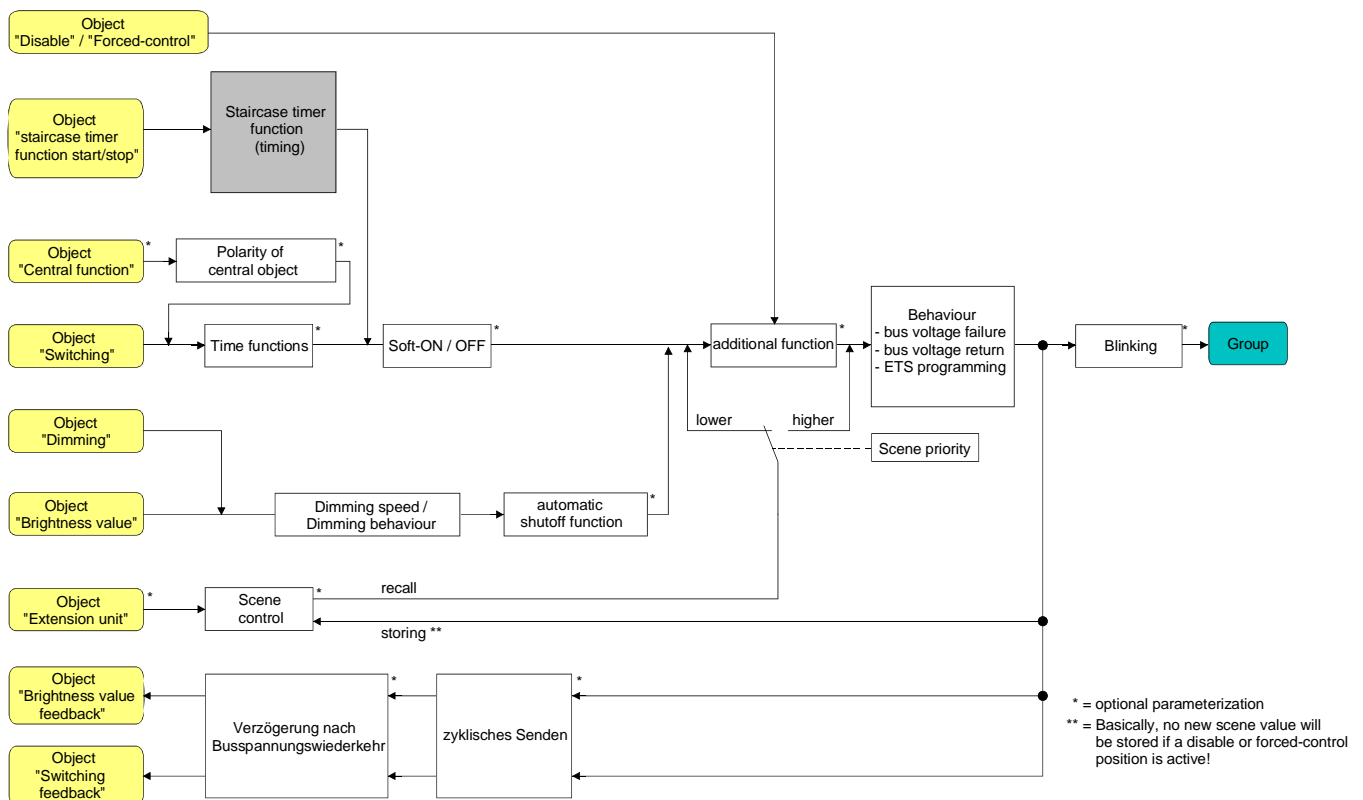 Object
"Disable" / "Forced-control"
Object
"staircase timer
function start/stop"
Staircase timer
function
(timing)
Object
"Central function"
*
Polarity of
central object
*
Object
"Switching"
Time functions
*
Soft-ON / OFF
*
additional function
*
Behaviour
- bus voltage failure
- bus voltage return
- ETS programming
Blinking
*
Group
lower
higher
Scene priority
Object
"Dimming"
Object
"Brightness value"
Dimming speed /
Dimming behaviour
automatic
shutoff function
*
Object
"Extension unit"
*
Scene
control
*
recall
storing **
Object
"Brightness value
feedback"
Object
"Switching
feedback"
Verzögerung nach
Busspannungswiederkehr
*
zyklisches Senden
*
* = optional parameterization
** = Basically, no new scene value will
be stored if a disable or forced-control
position is active!